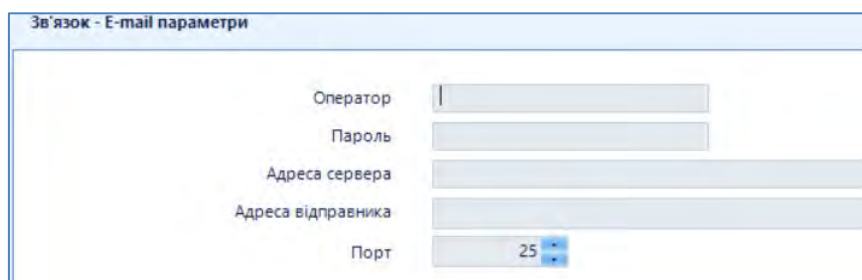 Зв'язок - E-mail параметри
Оператор
Пароль
Адреса сервера
Адреса відправника
Порт 25